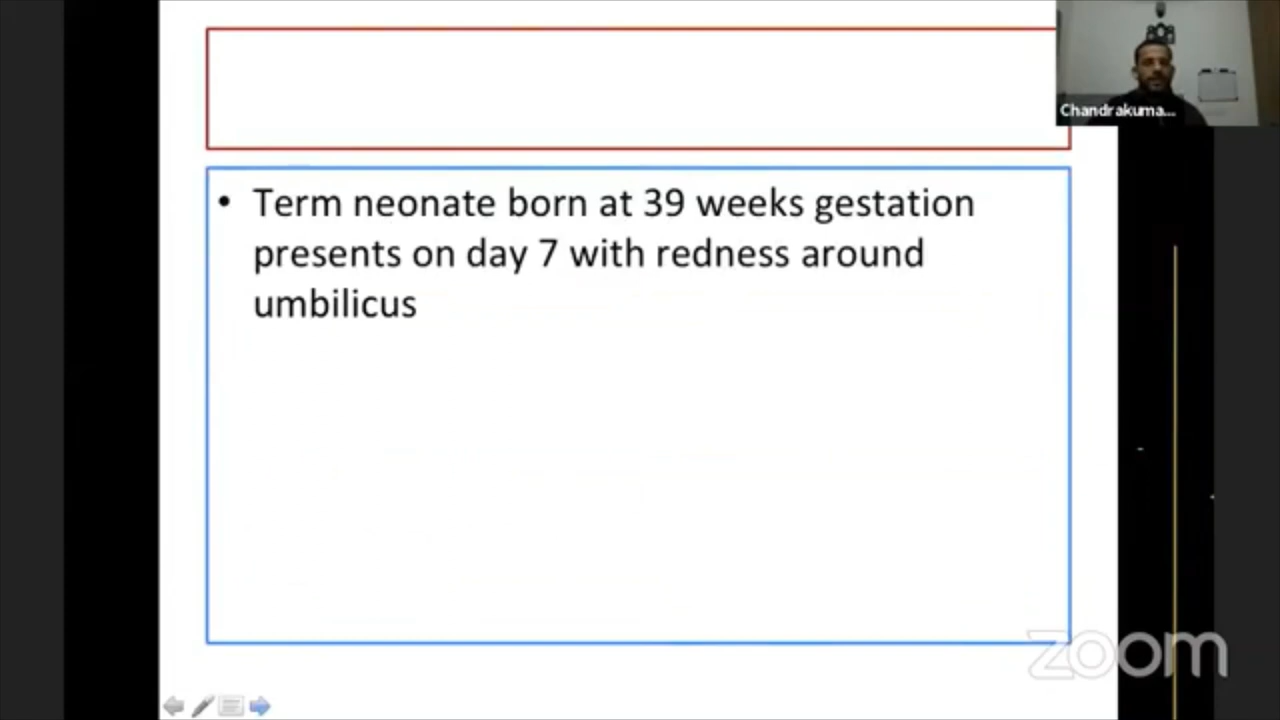 Chandrakuma...
• Term neonate born at 39 weeks gestation
presents on day 7 with redness around
umbilicus
zoom